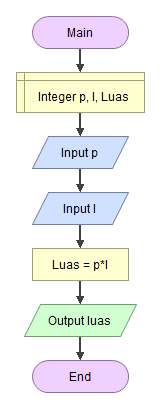 Main
Integer p, l, Luas
Input p
Input l
Luas = p*l
Output luas
End